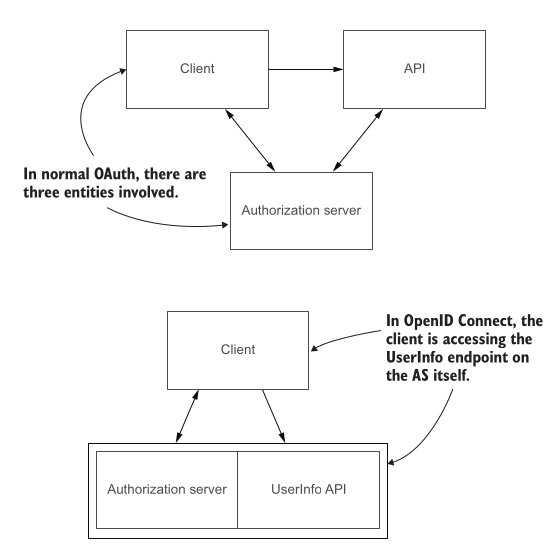 Client
API
In normal OAuth, there are
three entities involved.
Authorization server
In OpenID Connect, the
client is accessing the
UserInfo endpoint on
the AS itself.
Client
Authorization server
UserInfo API